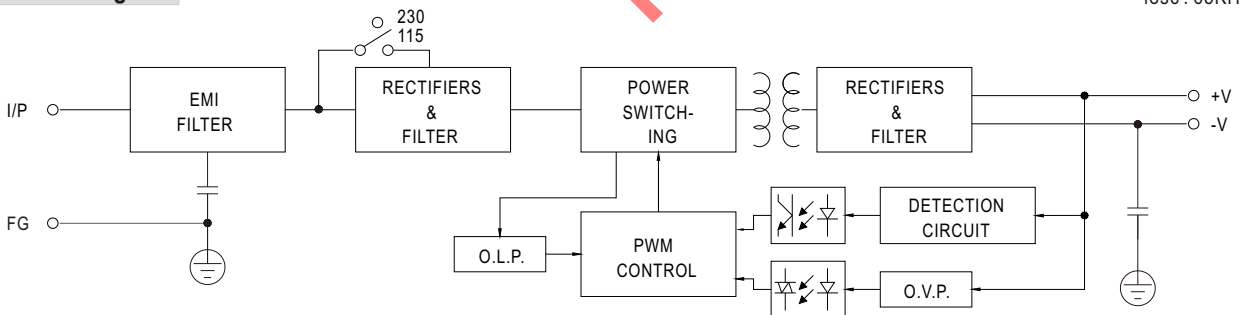 230
115
I/P
EMI
FILTER
RECTIFIERS
&
FILTER
POWER
SWITCH-
ING
RECTIFIERS
&
FILTER
+V
-V
FG
O.L.P.
PWM
CONTROL
DETECTION
CIRCUIT
O.V.P.